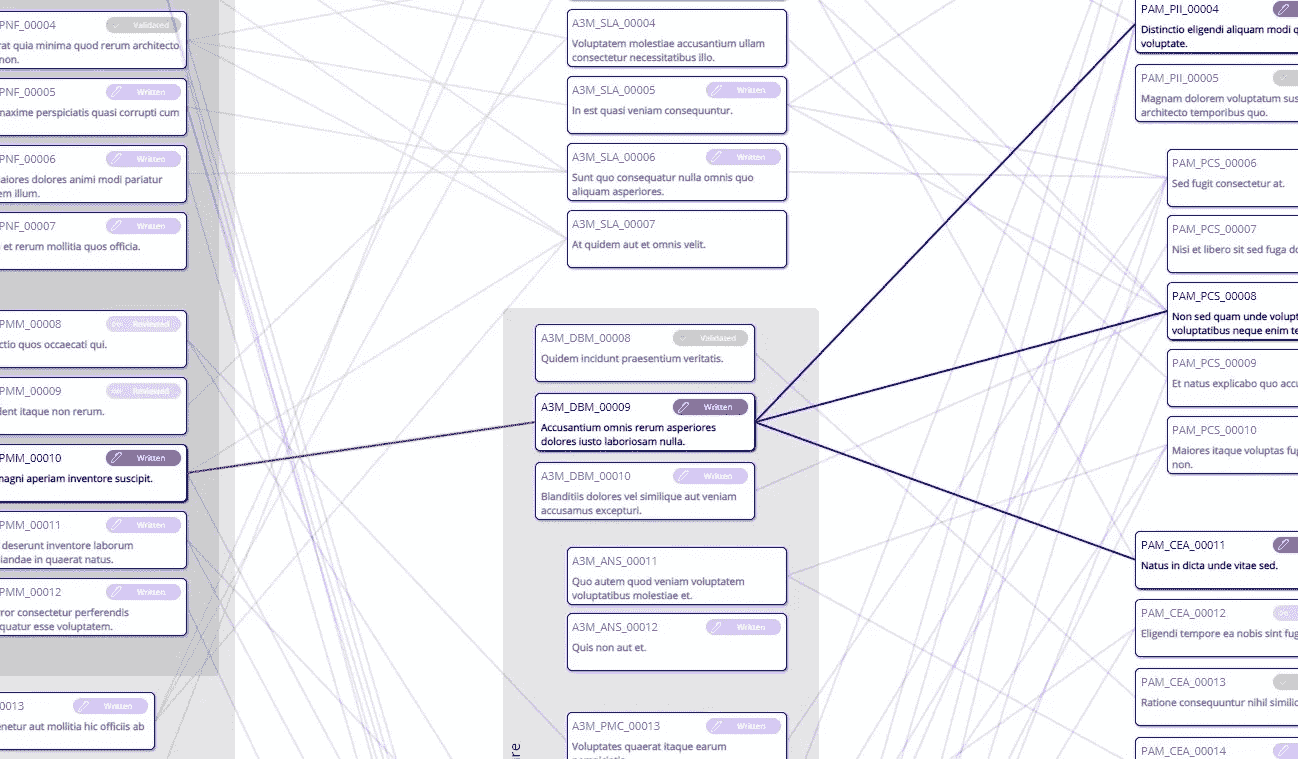 PNF_00004
Validated
rat quia minima quod rerum architecto
non.
PNF_00005
Written
maxime perspiciatis quasi corrupti cum
PNF_00006
Written
aiores dolores animi modi pariatur
em illum.
PNF_00007
Written
et rerum mollitia quos officia.
PMM_00008
Reviewed
ctio quos occaecati qui.
PMM_00009
Reviewed
dent itaque non rerum.
PMM_00010
Written
magni aperiam inventore suscipit.
PMM_00011
Written
deserunt inventore laborum
iandae in quaerat natus.
PMM_00012
Written
ror consectetur perferendis
quatur esse voluptatem.
0013
Written
enetur aut mollitia hic officiis ab
A3M_SLA_00004
Voluptatem molestiae accusantium ullam
consectetur necessitatibus illo.
A3M_SLA_00005
Written
In est quasi veniam consequuntur.
A3M_SLA_00006
Written
Sunt quo consequatur nulla omnis quo
aliquam asperiores.
A3M_SLA_00007
At quidem aut et omnis velit.
A3M_DBM_00008
Validated
Quidem incidunt praesentium veritatis.
A3M_DBM_00009
Written
Accusantium omnis rerum asperiores
dolores iusto laboriosam nulla.
A3M_DBM_00010
Written
Blanditiis dolores vel similique aut veniam
accusamus excepturi.
A3M_ANS_00011
Quo autem quod veniam voluptatem
voluptatibus molestiae et.
A3M_ANS_00012
Written
Quis non aut et.
A3M_PMC_00013
Written
Voluptates quaerat itaque earum
re
PAM_PII_00004
Distinctio eligendi aliquam modi q
voluptate.
PAM_PII_00005
Magnam dolorem voluptatum sus
architecto temporibus quo.
PAM_PCS_00006
Sed fugit consectetur at.
PAM_PCS_00007
Nisi et libero sit sed fuga do
PAM_PCS_00008
Non sed quam unde volupt
voluptatibus neque enim te
PAM_PCS_00009
Et natus explicabo quo accu
PAM_PCS_00010
Maiores itaque voluptas fug
non.
PAM_CEA_00011
Natus in dicta unde vitae sed.
PAM_CEA_00012
Eligendi tempore ea nobis sint fug
PAM_CEA_00013
Ratione consequuntur nihil similic
PAM_CEA_00014